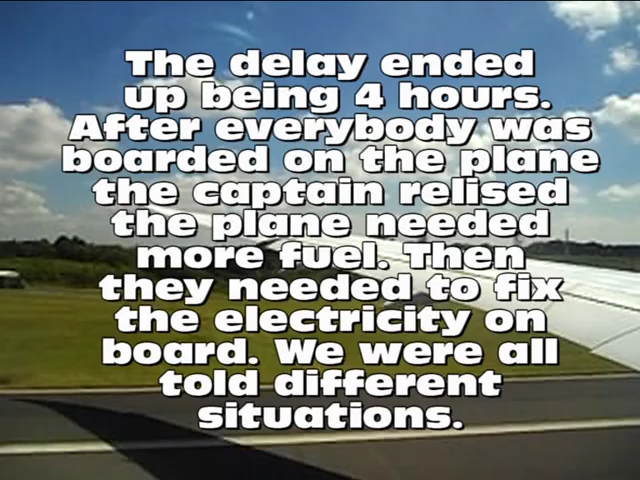 The delay ended
up being 4 hours.
After everybody was
boarded on the plane
the captain relised
the plane needed
more fuel. Then
they needed to fix
the electricity on
board. We were all
told different
situations.